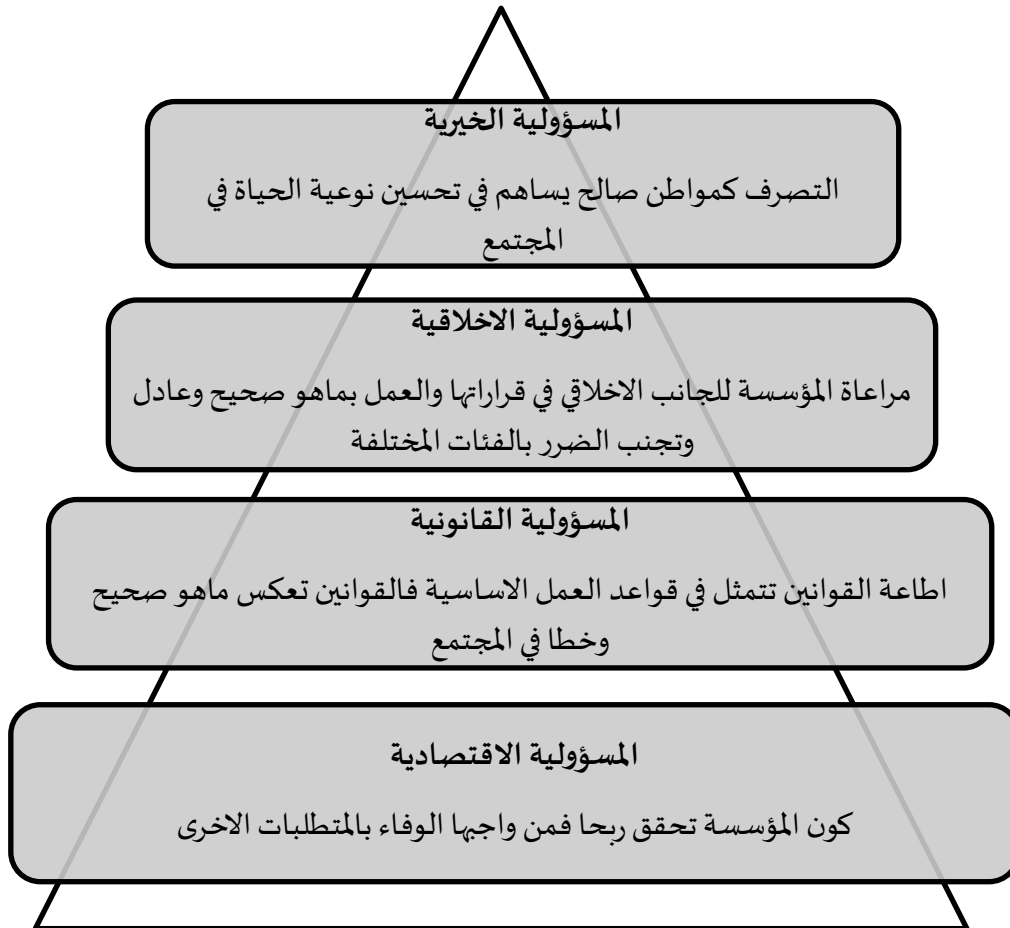 المسؤولية الخيرية
التصرف كمواطن صالح يساهم في تحسين نوعية الحياة في
المجتمع
المسؤولية الاخلاقية
مراعاة المؤسسة للجانب الاخلاقي في قراراتها والعمل بماهو صحيح وعادل
وتجنب الضرر بالفئات المختلفة
المسؤولية القانونية
اطاعة القوانين تتمثل في قواعد العمل الاساسية فالقوانين تعكس ماهو صحيح
وخطا في المجتمع
المسؤولية الاقتصادية
كون المؤسسة تحقق ربحا فمن واجبها الوفاء بالمتطلبات الاخرى